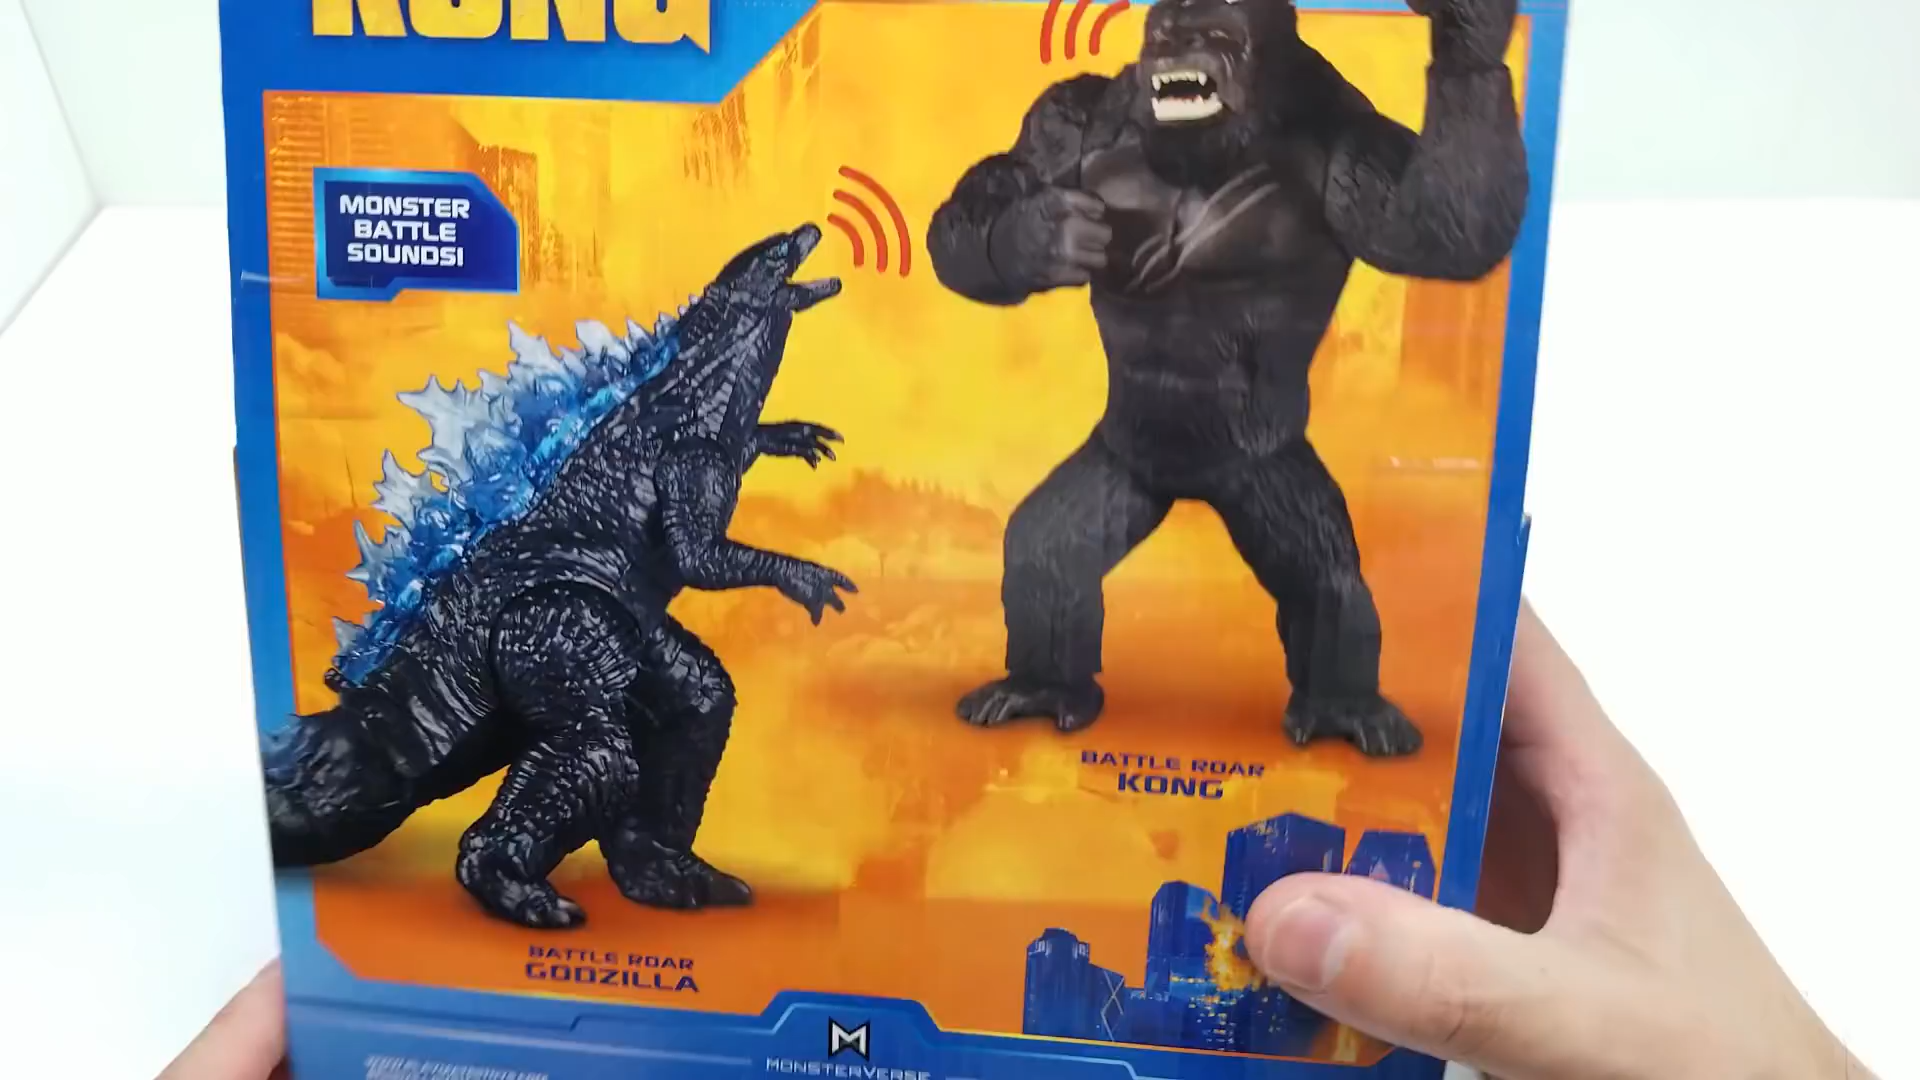 KONG
MONSTER
BATTLE
SOUNDS!
BATTLE ROAR
KONG
BATTLE ROAR
GODZILLA
M
MONSTERVERSE